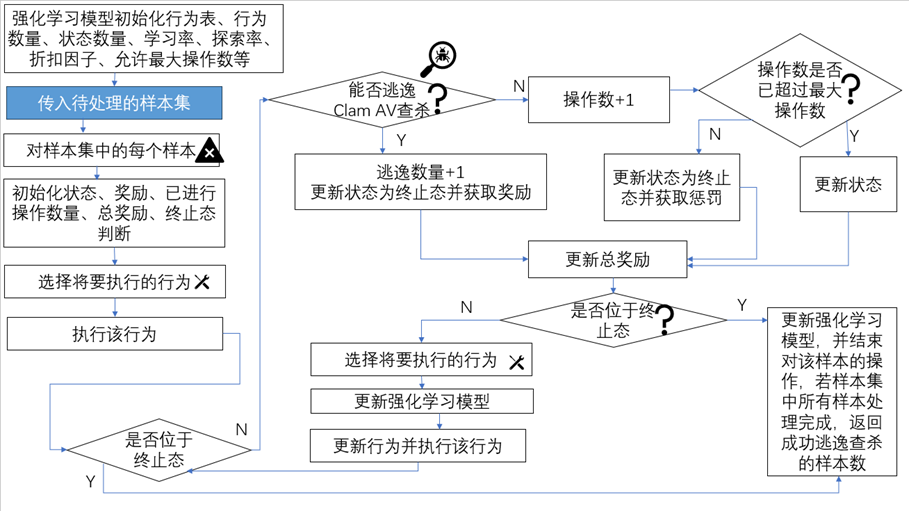 强化学习模型初始化行为表、行为
数量、状态数量、学习率、探索率、
折扣因子、允许最大操作数等
传入待处理的样本集
对样本集中的每个样本
初始化状态、奖励、已进行
操作数量、总奖励、终止态
判断
选择将要执行的行为
执行该行为
是否位于
终止态
N
Y
能否逃逸
Clam AV查杀
?
N
Y
操作数+1
操作数是否
已超过最大
操作数
?
N
Y
逃逸数量+1
更新状态为终止态并获取奖励
更新状态为终止
态并获取惩罚
更新状态
更新总奖励
是否位于终
止态
?
N
Y
选择将要执行的行为
更新强化学习模型
更新行为并执行该行为
更新强化学习
模型，并结束
对该样本的操
作，若样本集
中所有样本处
理完成，返回
成功逃逸查杀
的样本数